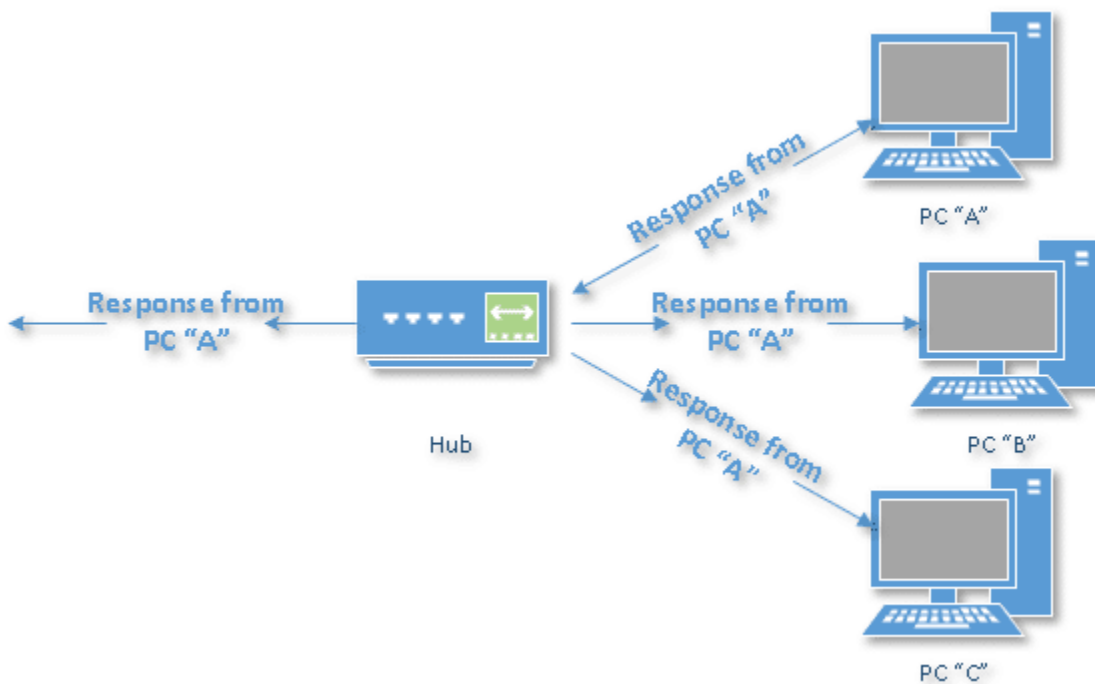 Response from
PC “A”
PC “A”
Response from
PC “A”
Response from
PC “A”
Hub
PC “B”
Response from
PC “A”
PC “C”